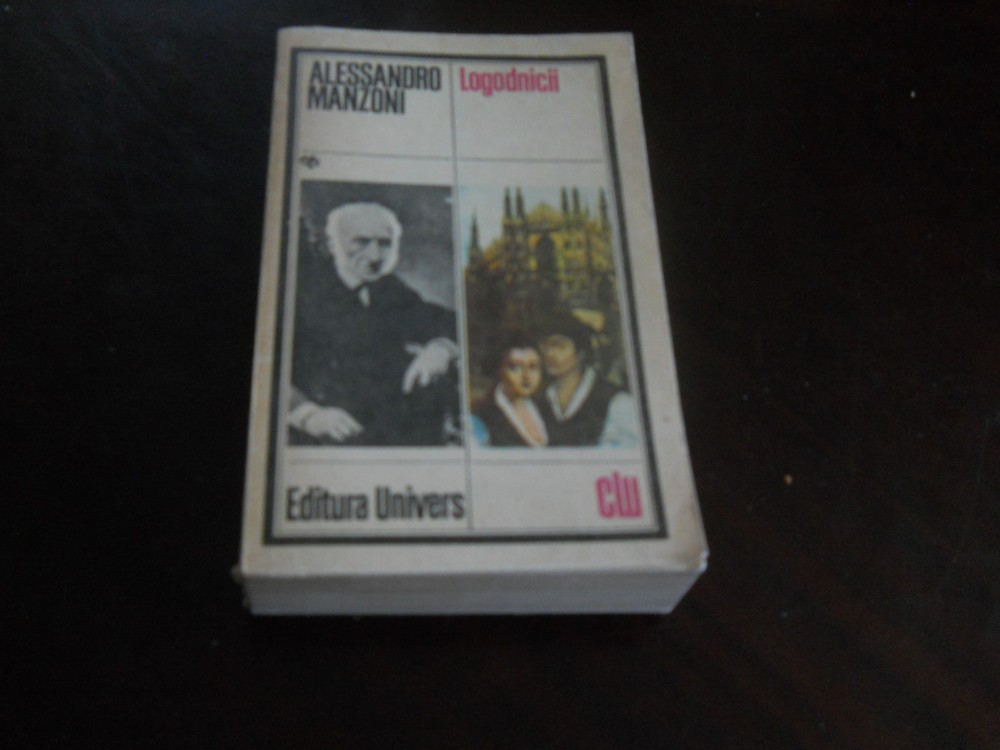 ALESSANDRO
MANZONI
Logodnicii
Editura Univers
clu